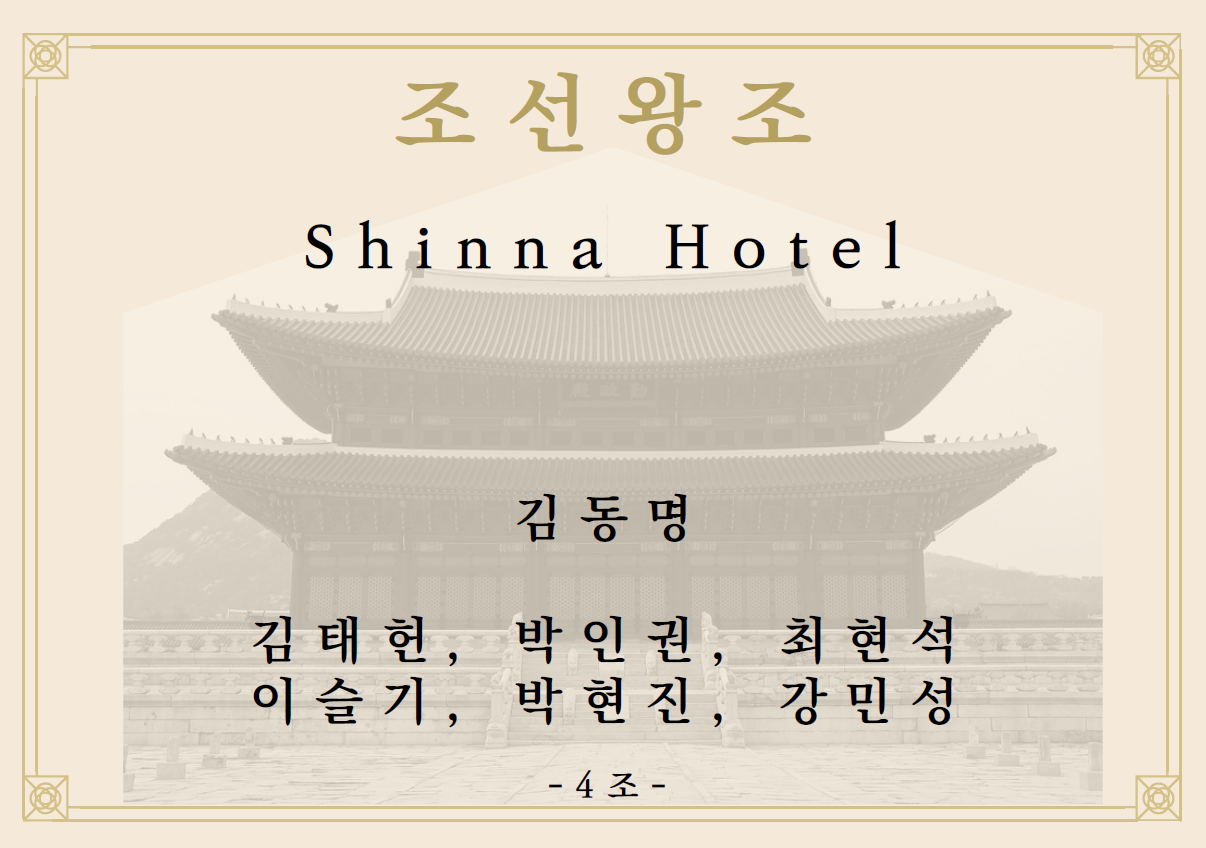 조선왕조
Shinna Hotel
김동명
김태헌, 박인권, 최현석
이슬기, 박현진, 강민성
-4조-